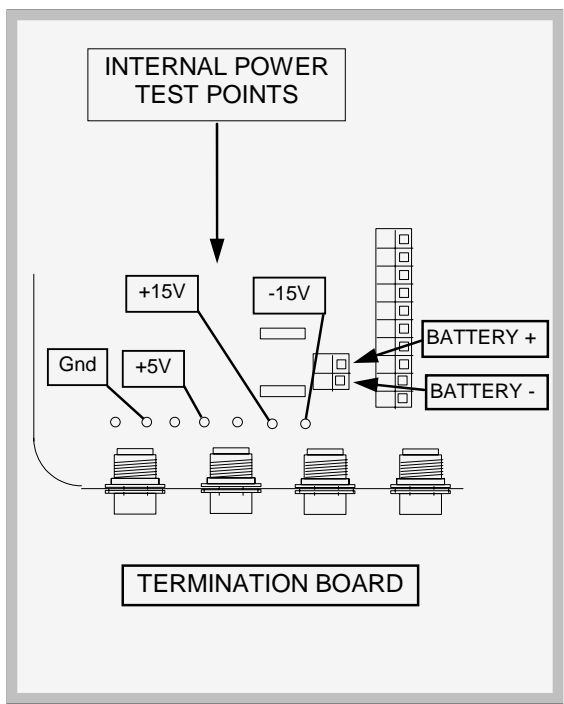 INTERNAL POWER
TEST POINTS
+15V
-15V
BATTERY +
Gnd
+5V
BATTERY -
TERMINATION BOARD